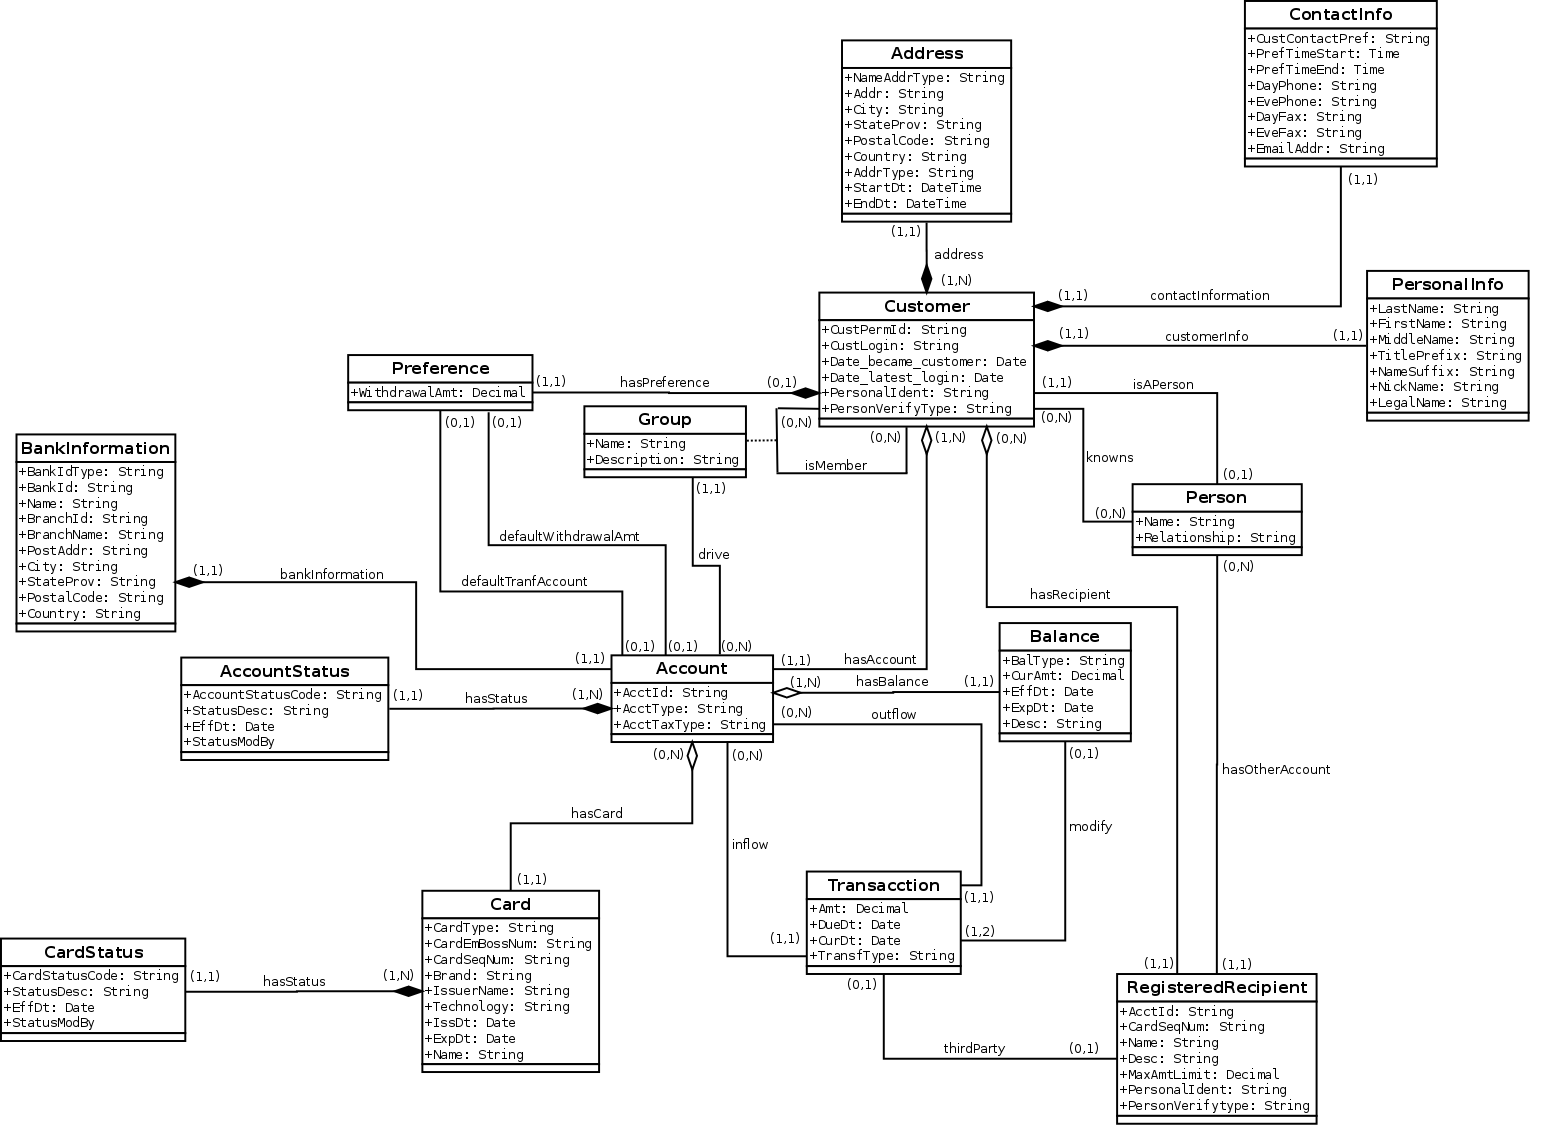 ContactInfo
+CustContactPref: String
+PrefTimeStart: Time
+PrefTimeEnd: Time
+DayPhone: String
+EvePhone: String
+DayFax: String
+EveFax: String
+EmailAddr: String
(1,1)
Address
+NameAddrType: String
+Addr: String
+City: String
+StateProv: String
+PostalCode: String
+Country: String
+AddrType: String
+StartDt: DateTime
+EndDt: DateTime
(1,1)
address
(1,N)
Customer
+CustPermId: String
+CustLogin: String
+Date_became_customer: Date
+Date_latest_login: Date
+PersonalIdent: String
+PersonVerifyType: String
(1,1)
contactInformation
(1,1)
customerInfo
(1,1)
PersonalInfo
+LastName: String
+FirstName: String
+MiddleName: String
+TitlePrefix: String
+NameSuffix: String
+NickName: String
+LegalName: String
(1,1)
isAPerson
(0,1)
(0,N)
knowns
(0,N)
Person
+Name: String
+Relationship: String
(0,N)
Preference
+WithdrawalAmt: Decimal
(1,1)
hasPreference
(0,1)
(0,1)
(0,1)
Group
+Name: String
+Description: String
(1,1)
(0,N)
isMember
(0,N)
(1,N)
(0,N)
BankInformation
+BankIdType: String
+BankId: String
+Name: String
+BranchId: String
+BranchName: String
+PostAddr: String
+City: String
+StateProv: String
+PostalCode: String
+Country: String
(1,1)
bankInformation
(1,1)
defaultWithdrawalAmt
defaultTranfAccount
drive
(0,1)
(0,1)
(0,N)
hasRecipient
AccountStatus
+AccountStatusCode: String
+StatusDesc: String
+EffDt: Date
+StatusModBy
(1,1)
hasStatus
(1,N)
Account
+AcctId: String
+AcctType: String
+AcctTaxType: String
(1,1)
hasAccount
(1,N)
hasBalance
(1,1)
(0,N)
outflow
Balance
+BalType: String
+CurAmt: Decimal
+EffDt: Date
+ExpDt: Date
+Desc: String
(0,1)
modify
hasOtherAccount
(0,N)
(0,N)
hasCard
inflow
(1,1)
Card
+CardType: String
+CardEmBossNum: String
+CardSeqNum: String
+Brand: String
+IssuerName: String
+Technology: String
+IssDt: Date
+ExpDt: Date
+Name: String
CardStatus
+CardStatusCode: String
+StatusDesc: String
+EffDt: Date
+StatusModBy
(1,1)
hasStatus
(1,N)
Transacction
+Amt: Decimal
+DueDt: Date
+CurDt: Date
+TransfType: String
(1,1)
(1,1)
(1,2)
(0,1)
thirdParty
(0,1)
(1,1)
(1,1)
RegisteredRecipient
+AcctId: String
+CardSeqNum: String
+Name: String
+Desc: String
+MaxAmtLimit: Decimal
+PersonalIdent: String
+PersonVerifytype: String